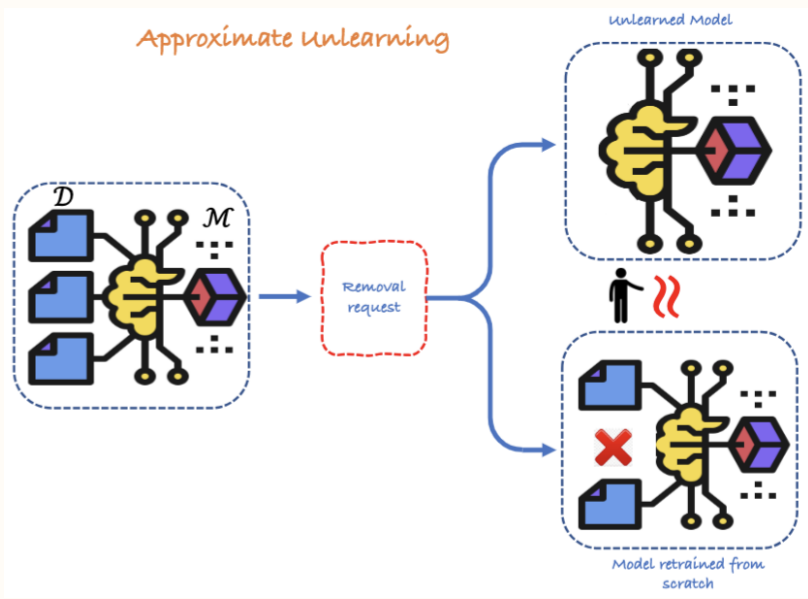 Approximate Unlearning
Unlearned Model
𝒟
ℳ
Removal
request
Model retrained from
scratch